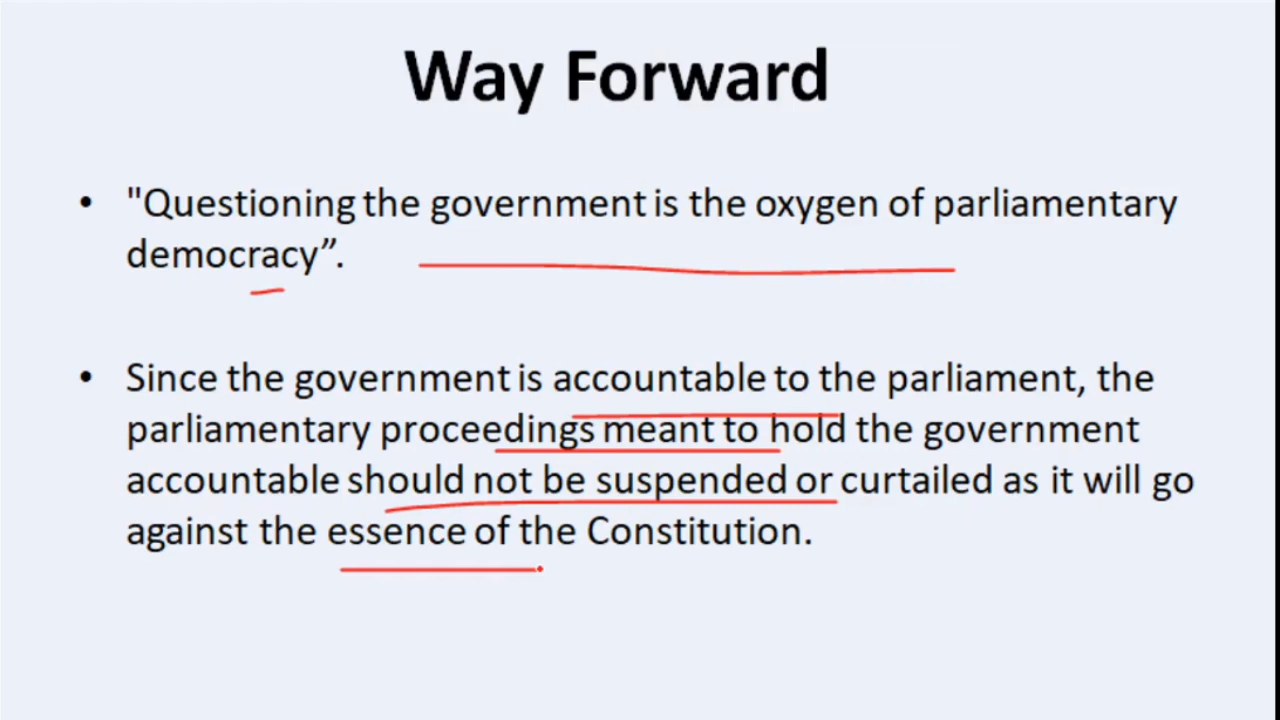 Way Forward
• "Questioning the government is the oxygen of parliamentary
democracy”.
• Since the government is accountable to the parliament, the
parliamentary proceedings meant to hold the government
accountable should not be suspended or curtailed as it will go
against the essence of the Constitution.